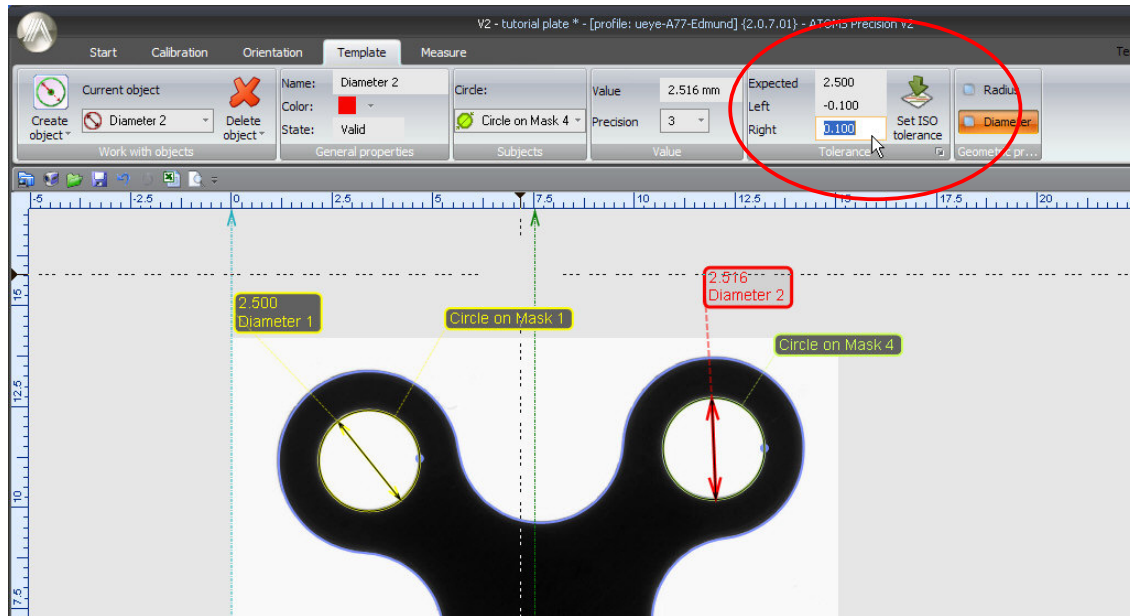 V2 - tutorial plate * - [profile: ueye-A77-Edmund] {2.0.7.01} - ATOMS Precision V2
Start Calibration Orientation Template Measure Te
Create object
Current object
Diameter 2
Delete object
Work with objects
Name: Diameter 2
Color:
State: Valid
General properties
Circle:
Circle on Mask 4
Subjects
Value 2.516 mm
Precision 3
Value
Expected 2.500
Left -0.100
Right 0.100
Set ISO tolerance
Tolerance
Radius
Diameter
Geometric pr...
-5 -2.5 0 2.5 5 7.5 10 12.5 15 17.5 20
15
12.5
10
7.5
2.500
Diameter 1
Circle on Mask 1
2.516
Diameter 2
Circle on Mask 4